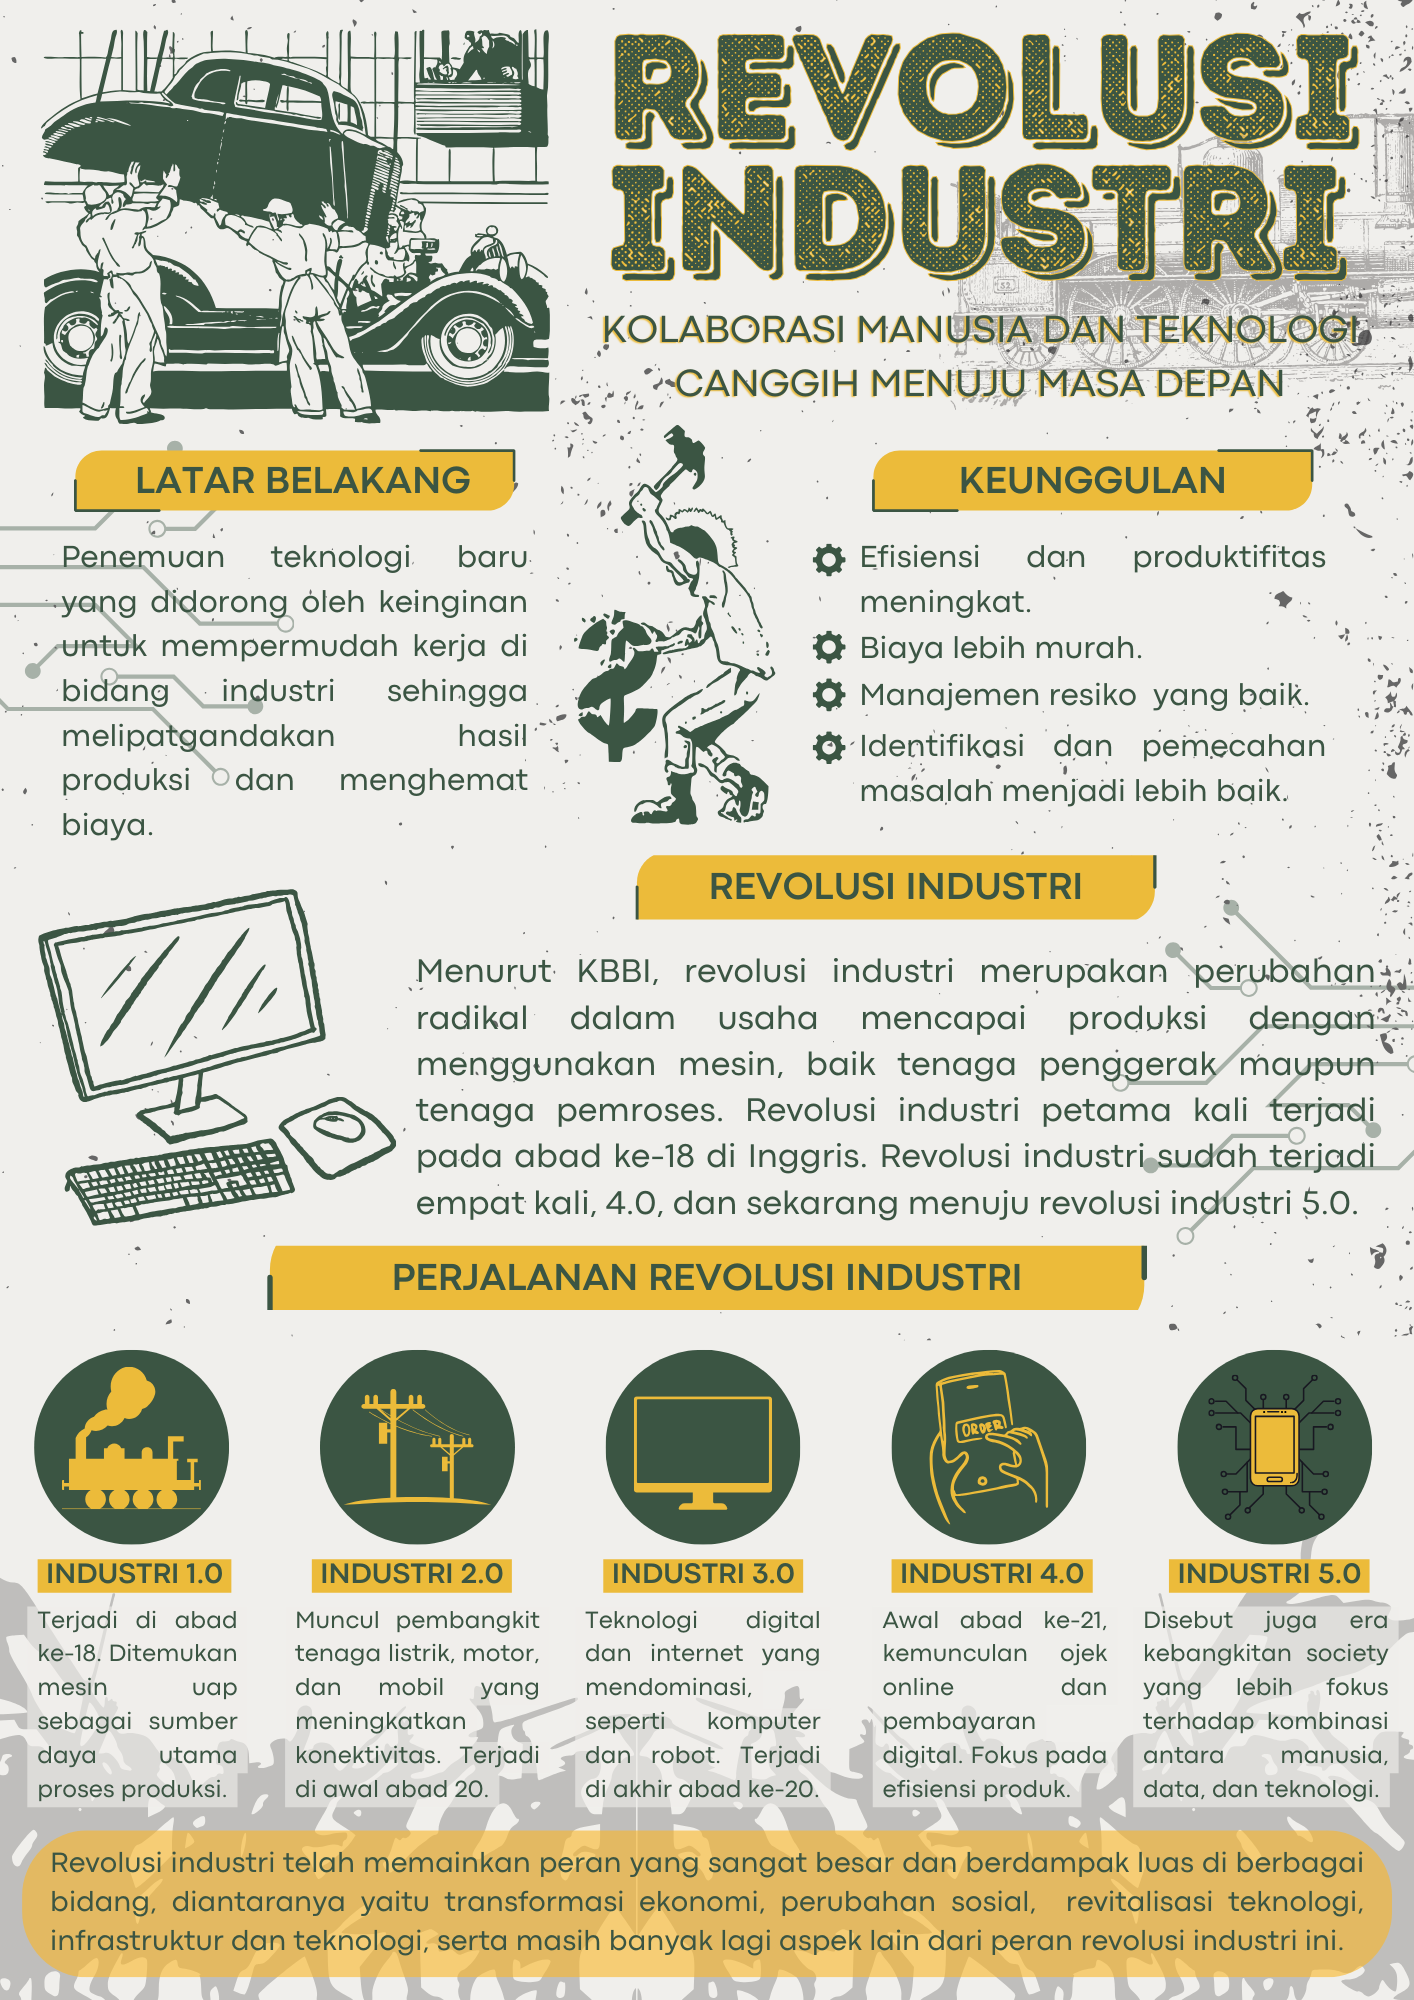 REVOLUSI
INDUSTRI
KOLABORASI MANUSIA DAN TEKNOLOGI
CANGGIH MENUJU MASA DEPAN
LATAR BELAKANG
Penemuan teknologi baru
yang didorong oleh keinginan
untuk mempermudah kerja di
bidang industri sehingga
melipatgandakan hasil
produksi dan menghemat
biaya.
KEUNGGULAN
Efisiensi dan produktifitas
meningkat.
Biaya lebih murah.
Manajemen resiko yang baik.
Identifikasi dan pemecahan
masalah menjadi lebih baik.
REVOLUSI INDUSTRI
Menurut KBBI, revolusi industri merupakan perubahan
radikal dalam usaha mencapai produksi dengan
menggunakan mesin, baik tenaga penggerak maupun
tenaga pemroses. Revolusi industri petama kali terjadi
pada abad ke-18 di Inggris. Revolusi industri sudah terjadi
empat kali, 4.0, dan sekarang menuju revolusi industri 5.0.
PERJALANAN REVOLUSI INDUSTRI
INDUSTRI 1.0
Terjadi di abad
ke-18. Ditemukan
mesin uap
sebagai sumber
daya utama
proses produksi.
INDUSTRI 2.0
Muncul pembangkit
tenaga listrik, motor,
dan mobil yang
meningkatkan
konektivitas. Terjadi
di awal abad 20.
INDUSTRI 3.0
Teknologi digital
dan internet yang
mendominasi,
seperti komputer
dan robot. Terjadi
di akhir abad ke-20.
ORDER
INDUSTRI 4.0
Awal abad ke-21,
kemunculan ojek
online dan
pembayaran
digital. Fokus pada
efisiensi produk.
INDUSTRI 5.0
Disebut juga era
kebangkitan society
yang lebih fokus
terhadap kombinasi
antara manusia,
data, dan teknologi.
Revolusi industri telah memainkan peran yang sangat besar dan berdampak luas di berbagai
bidang, diantaranya yaitu transformasi ekonomi, perubahan sosial, revitalisasi teknologi,
infrastruktur dan teknologi, serta masih banyak lagi aspek lain dari peran revolusi industri ini.